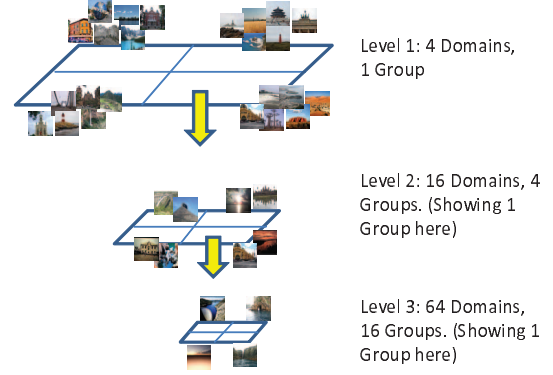 Level 1: 4 Domains,
1 Group
Level 2: 16 Domains, 4
Groups. (Showing 1
Group here)
Level 3: 64 Domains,
16 Groups. (Showing 1
Group here)